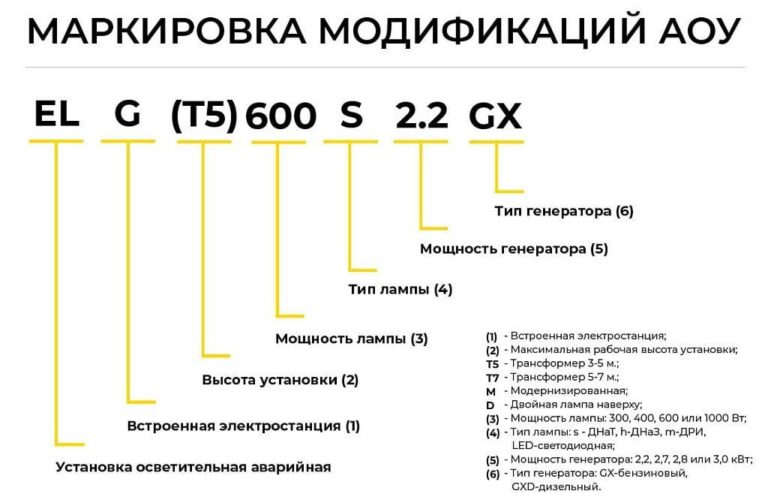 МАРКИРОВКА МОДИФИКАЦИЙ АОУ
EL G (T5) 600 S 2.2 GX
Тип генератора (6)
Мощность генератора (5)
Тип лампы (4)
Мощность лампы (3)
Высота установки (2)
Встроенная электростанция (1)
Установка осветительная аварийная
(1) - Встроенная электростанция;
(2) - Максимальная рабочая высота установки;
T5 - Трансформер 3-5 м.;
T7 - Трансформер 5-7 м.;
М - Модернизированная;
D - Двойная лампа наверху;
(3) - Мощность лампы: 300, 400, 600 или 1000 Вт;
(4) - Тип лампы: s - ДНаТ, h-ДНаЗ, m-ДРИ,
LED-светодиодная;
(5) - Мощность генератора: 2,2, 2,7, 2,8 или 3,0 кВт;
(6) - Тип генератора: GX-бензиновый,
GXD-дизельный.